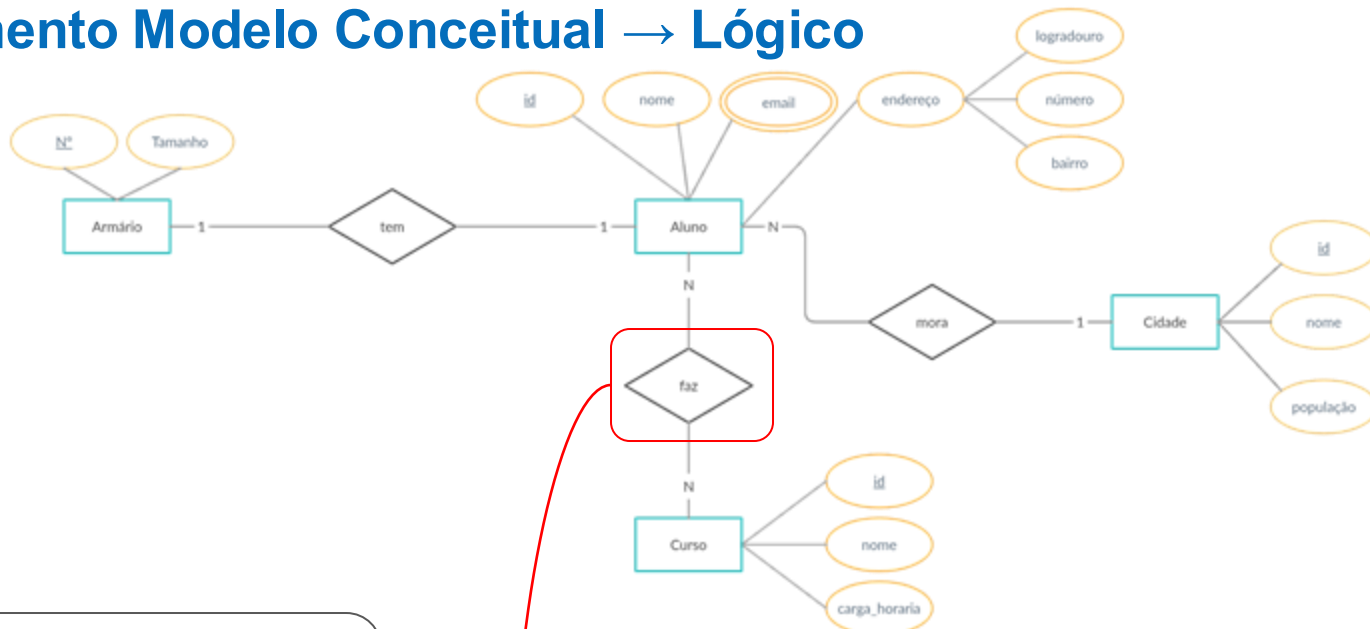 mento Modelo Conceitual → Lógico
logradouro
id
nome
email
endereço
número
Nº
Tamanho
bairro
Armário
1
tem
1
Aluno
N
id
N
mora
1
Cidade
nome
faz
população
id
N
Curso
nome
carga_horaria